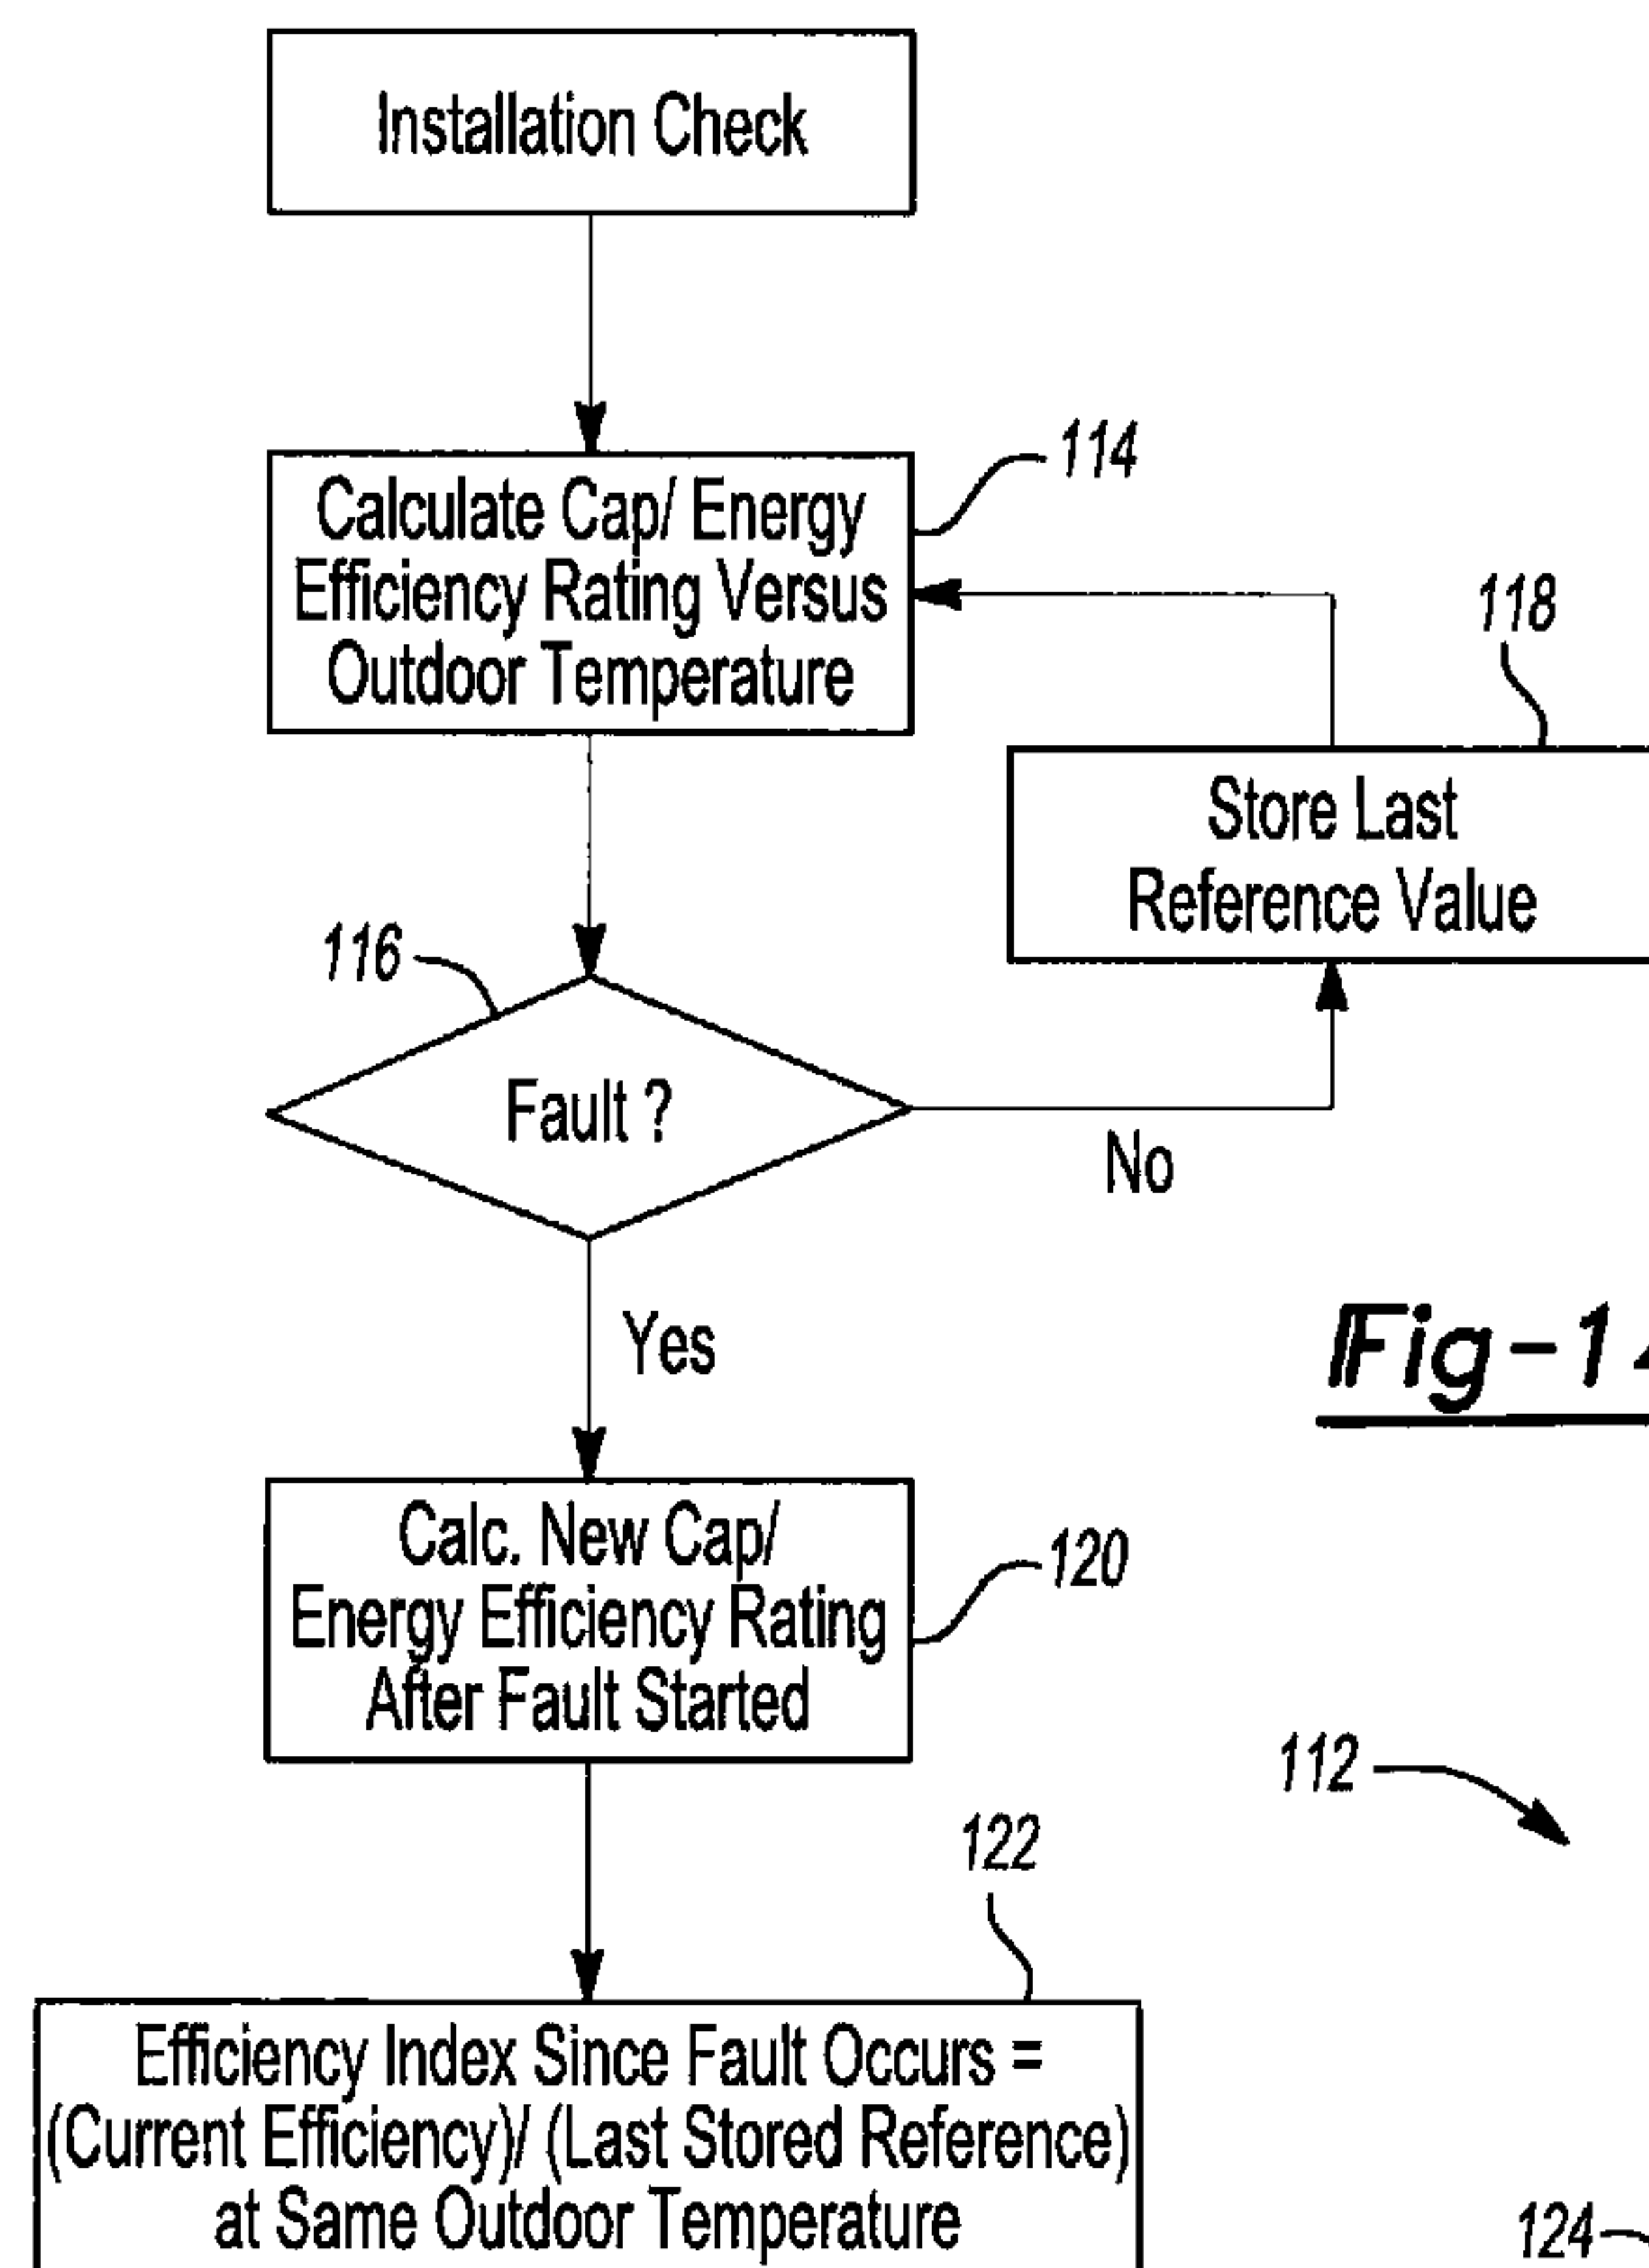 Installation Check
114
Calculate Cap/ Energy
Efficiency Rating Versus
Outdoor Temperature
118
Store Last
Reference Value
116
Fault ?
No
Yes
Calc. New Cap/
Energy Efficiency Rating
After Fault Started
120
112
122
Efficiency Index Since Fault Occurs =
(Current Efficiency)/ (Last Stored Reference)
at Same Outdoor Temperature
124